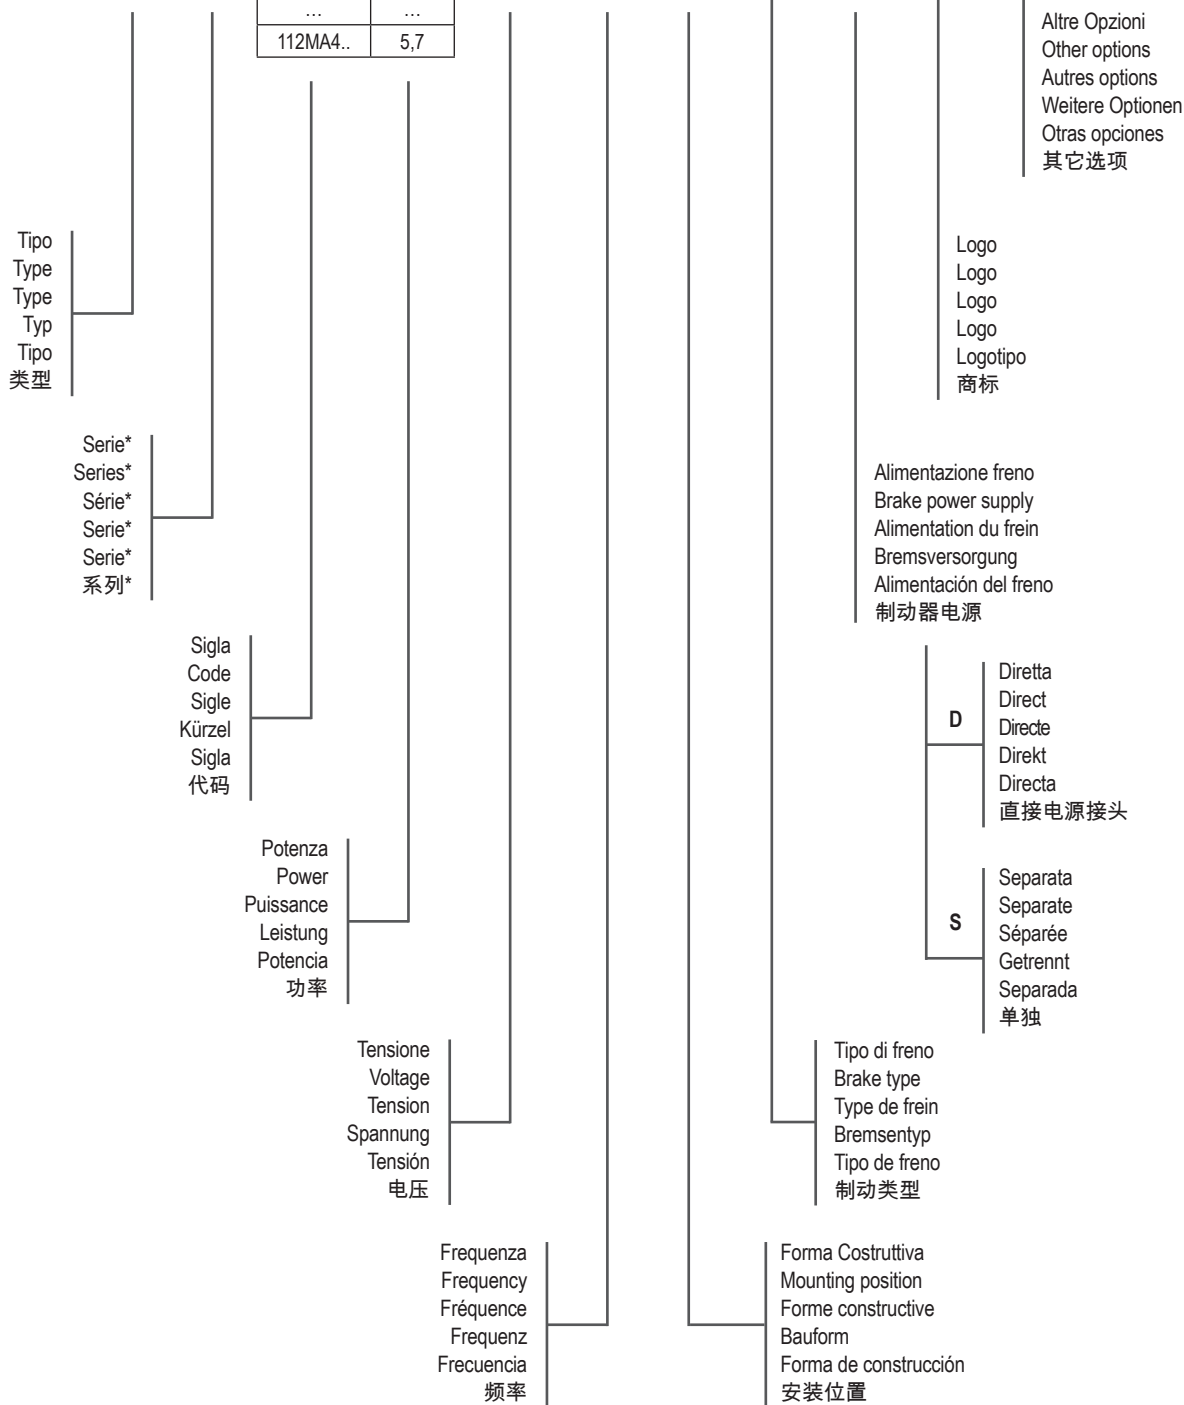 ... ...
112MA4.. 5,7
Altre Opzioni
Other options
Autres options
Weitere Optionen
Otras opciones
其它选项
Tipo
Type
Type
Typ
Tipo
类型
Logo
Logo
Logo
Logo
Logotipo
商标
Serie*
Series*
Série*
Serie*
Serie*
系列*
Alimentazione freno
Brake power supply
Alimentation du frein
Bremsversorgung
Alimentación del freno
制动器电源
Sigla
Code
Sigle
Kürzel
Sigla
代码
D
Diretta
Direct
Directe
Direkt
Directa
直接电源接头
Potenza
Power
Puissance
Leistung
Potencia
功率
S
Separata
Separate
Séparée
Getrennt
Separada
单独
Tensione
Voltage
Tension
Spannung
Tensión
电压
Tipo di freno
Brake type
Type de frein
Bremsentyp
Tipo de freno
制动类型
Frequenza
Frequency
Fréquence
Frequenz
Frecuencia
频率
Forma Costruttiva
Mounting position
Forme constructive
Bauform
Forma de construcción
安装位置